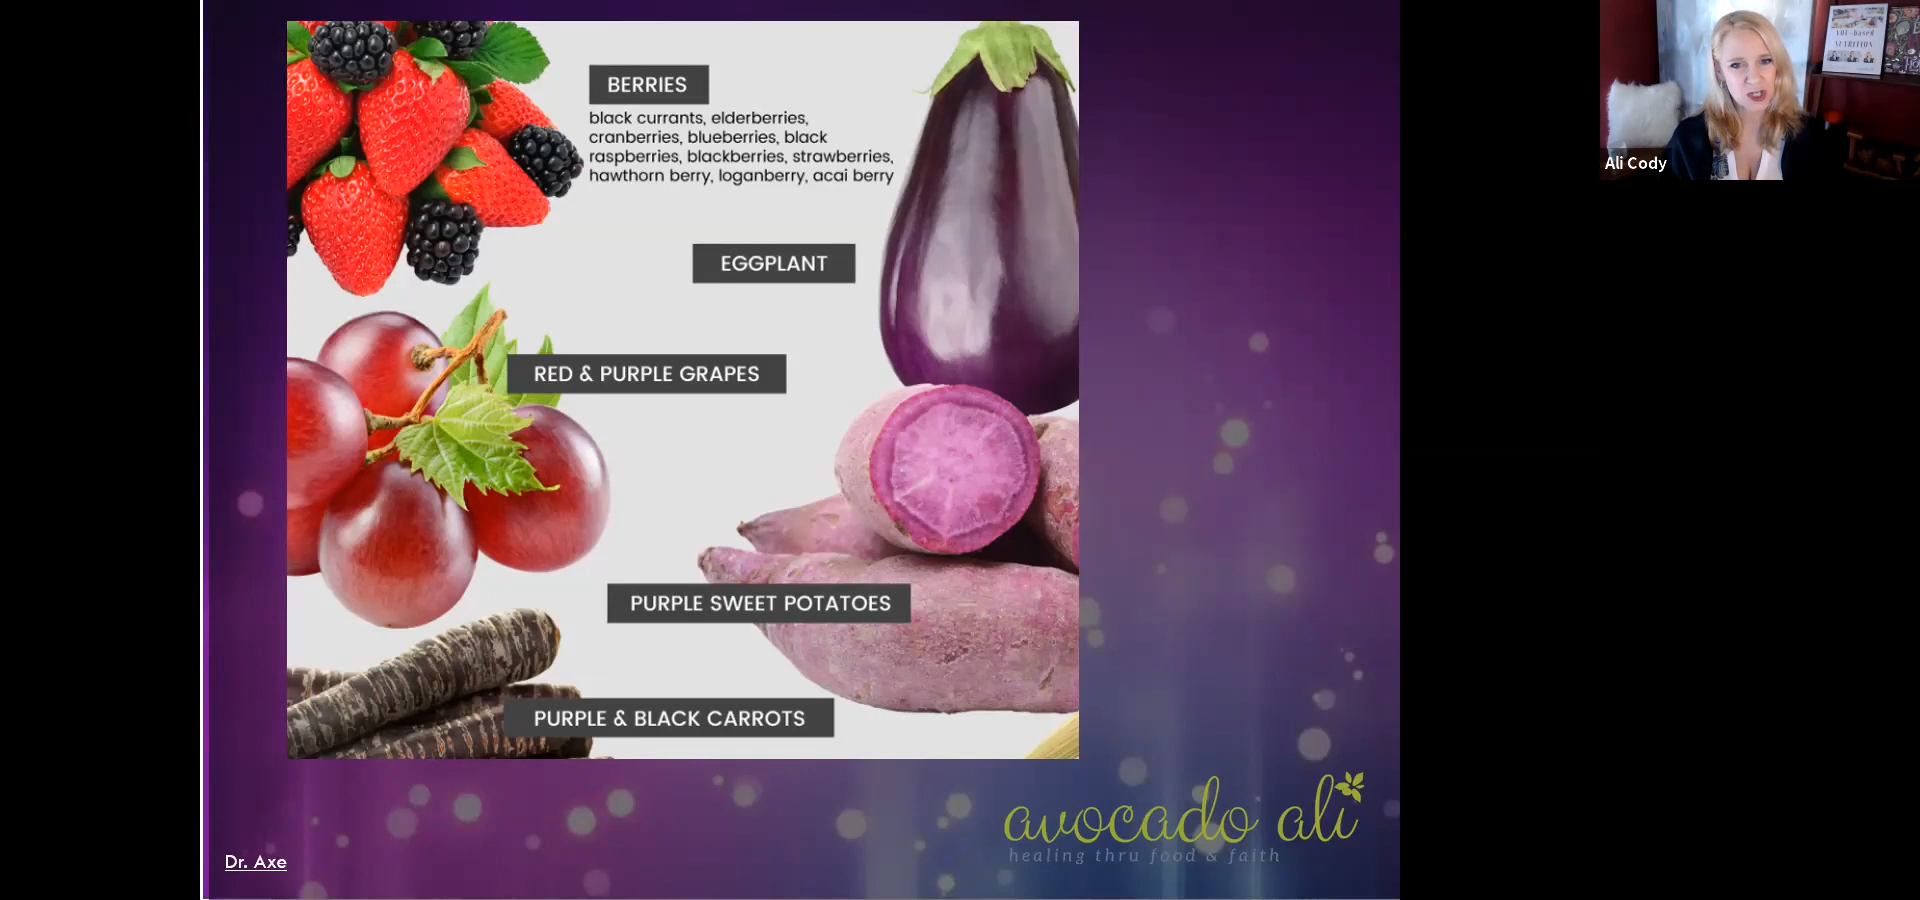 BERRIES
black currants, elderberries,
cranberries, blueberries, black
raspberries, blackberries, strawberries,
hawthorn berry, loganberry, acai berry
EGGPLANT
RED & PURPLE GRAPES
PURPLE SWEET POTATOES
PURPLE & BLACK CARROTS
avocado ali
healing thru food & faith
Dr. Axe
NUTRITION
Ali Cody